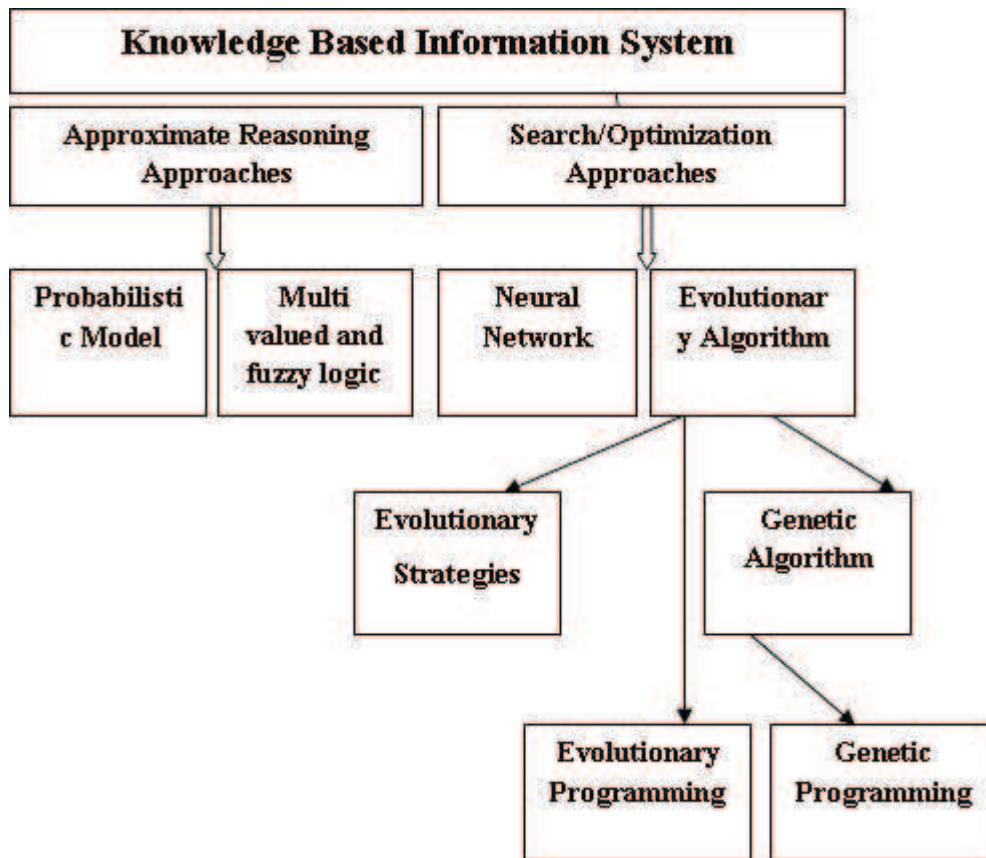 Knowledge Based Information System
Approximate Reasoning
Approaches
Search/Optimization
Approaches
Probabilisti
c Model
Multi
valued and
fuzzy logic
Neural
Network
Evolutionar
y Algorithm
Evolutionary
Strategies
Genetic
Algorithm
Evolutionary
Programming
Genetic
Programming